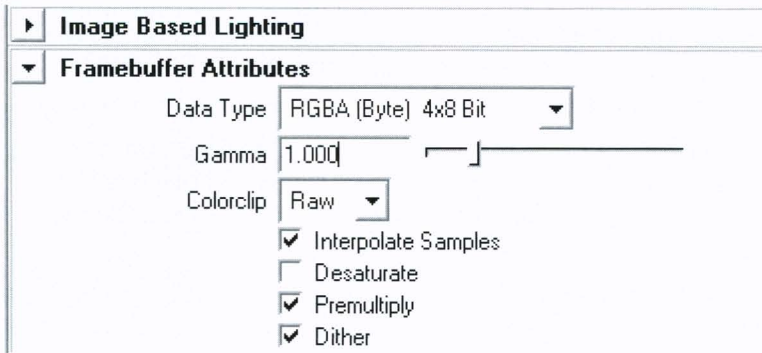 Image Based Lighting
Framebuffer Attributes
Data Type RGBA (Byte) 4x8 Bit
Gamma 1.000
Colorclip Raw
Interpolate Samples
Desaturate
Premultiply
Dither